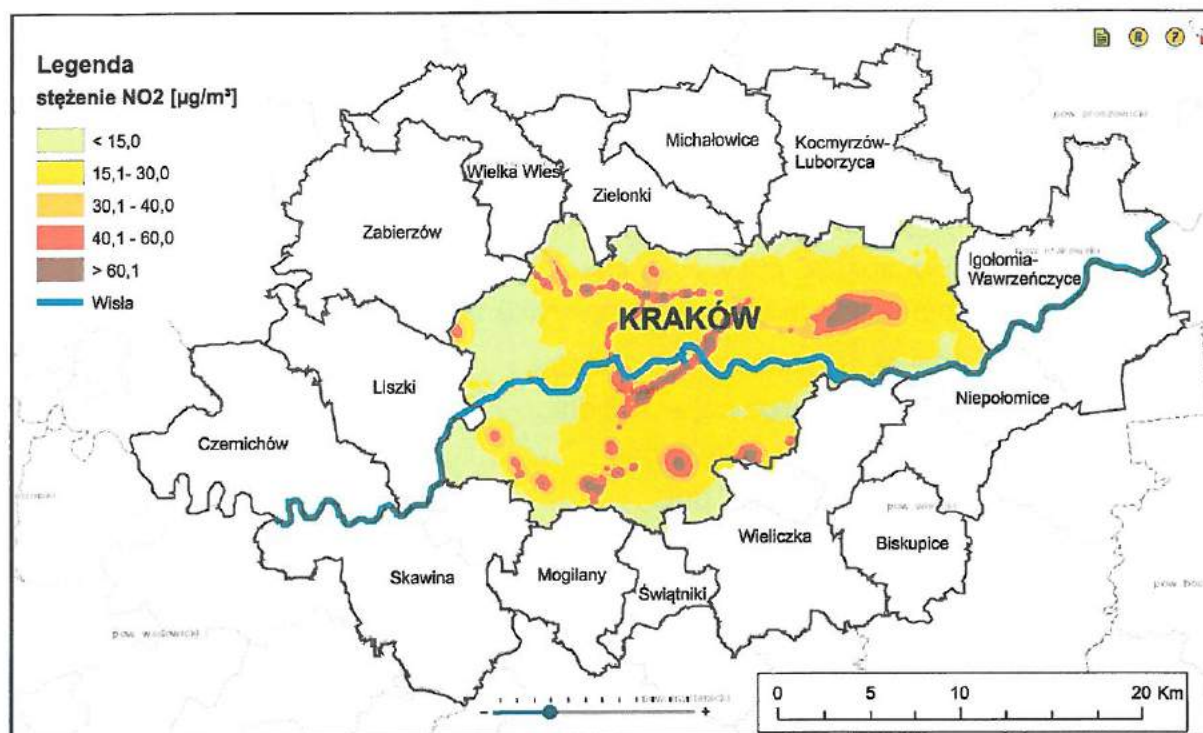 Legenda
stężenie NO2 [µg/m³]
< 15,0
15,1- 30,0
30,1 - 40,0
40,1 - 60,0
> 60,1
Wisła
Michałowice
Kocmyrzów-
Luborzyca
Wielka Wieś
Zielonki
Zabierzów
Igołomia-
Wawrzeńczyce
KRAKÓW
Liszki
Niepołomice
Czernichów
Wieliczka
Biskupice
Skawina
Mogilany
Świątniki
pow. wadowicki
0 5 10 20 Km
- +